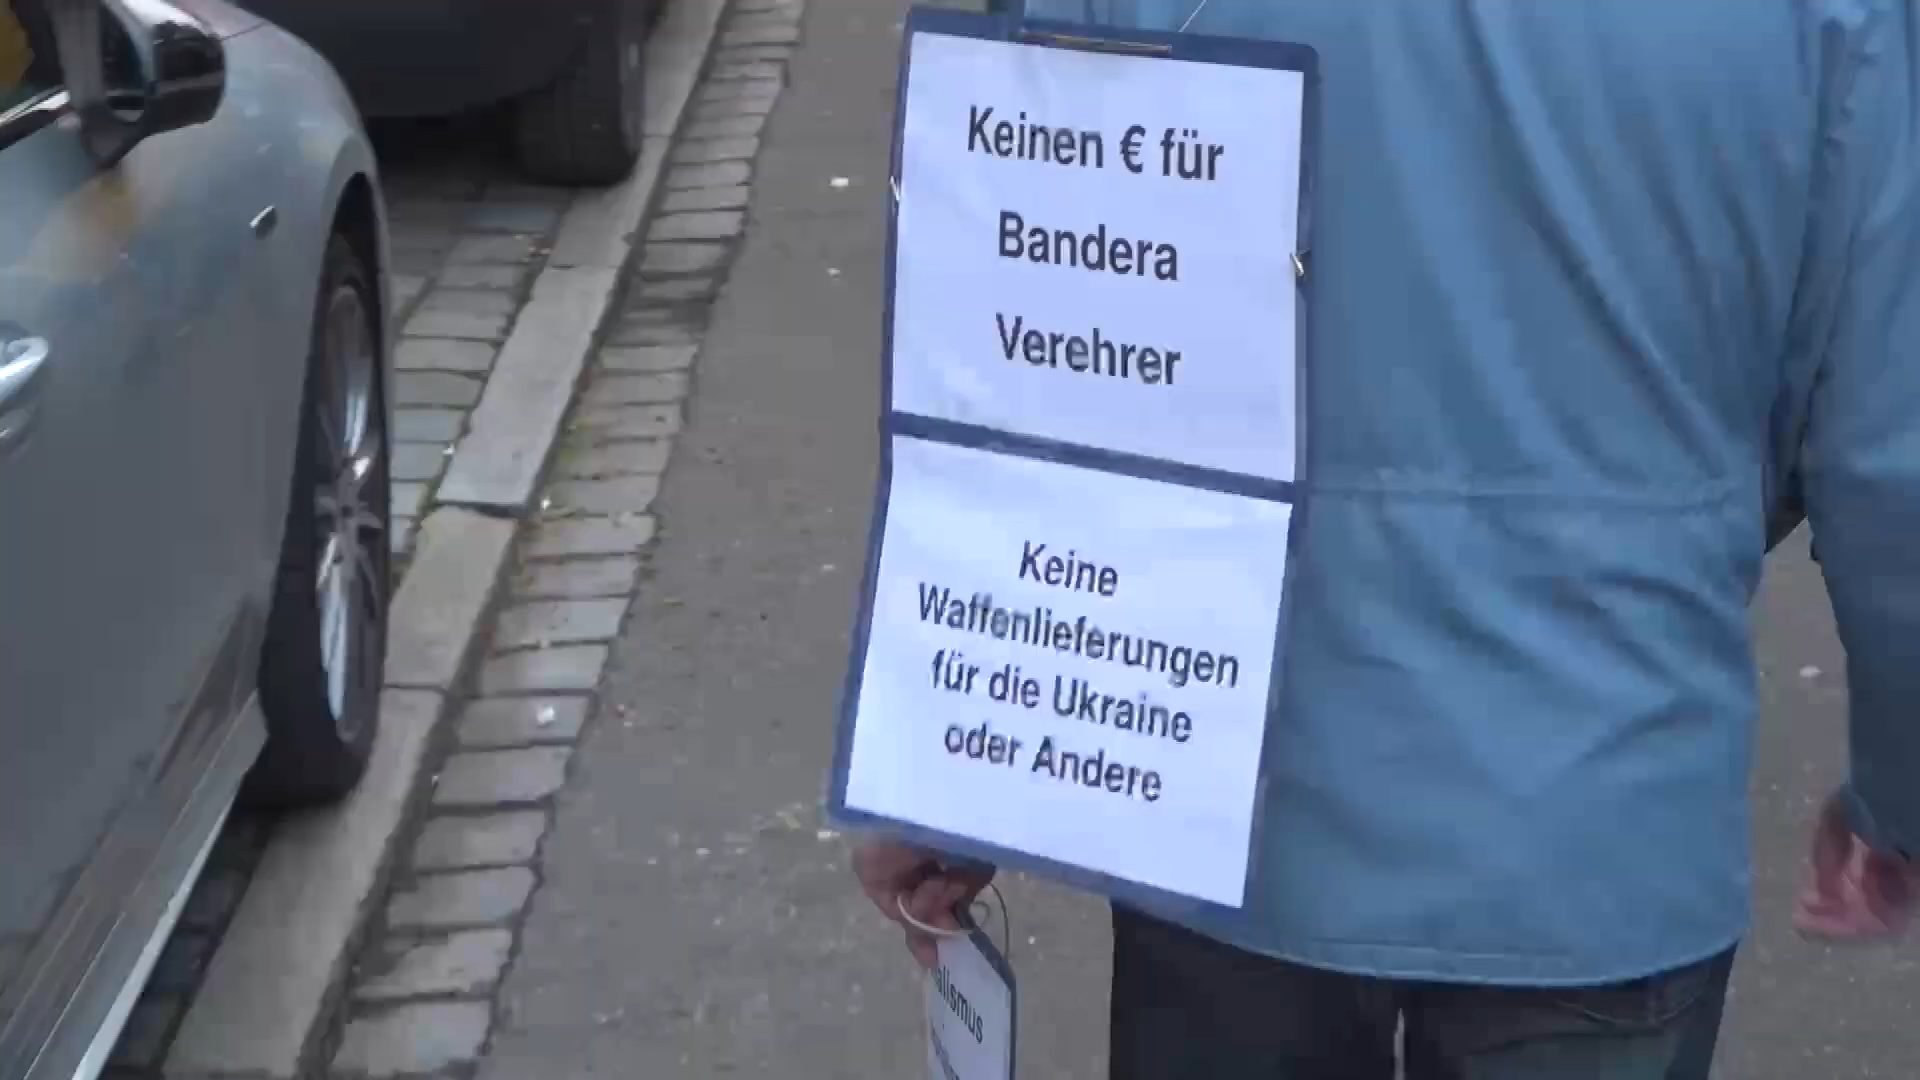 Keinen € für
Bandera
Verehrer
Keine
Waffenlieferungen
für die Ukraine
oder Andere